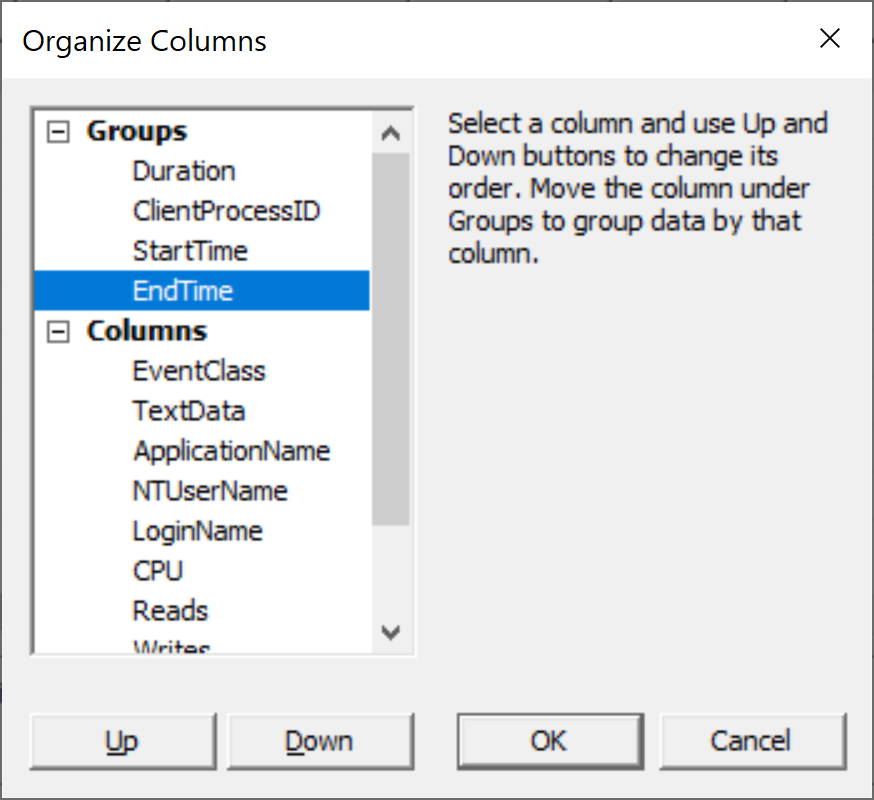 Organize Columns
Groups
Duration
ClientProcessID
StartTime
EndTime
Columns
EventClass
TextData
ApplicationName
NTUserName
LoginName
CPU
Reads
Writes
Select a column and use Up and
Down buttons to change its
order. Move the column under
Groups to group data by that
column.
Up
Down
OK
Cancel